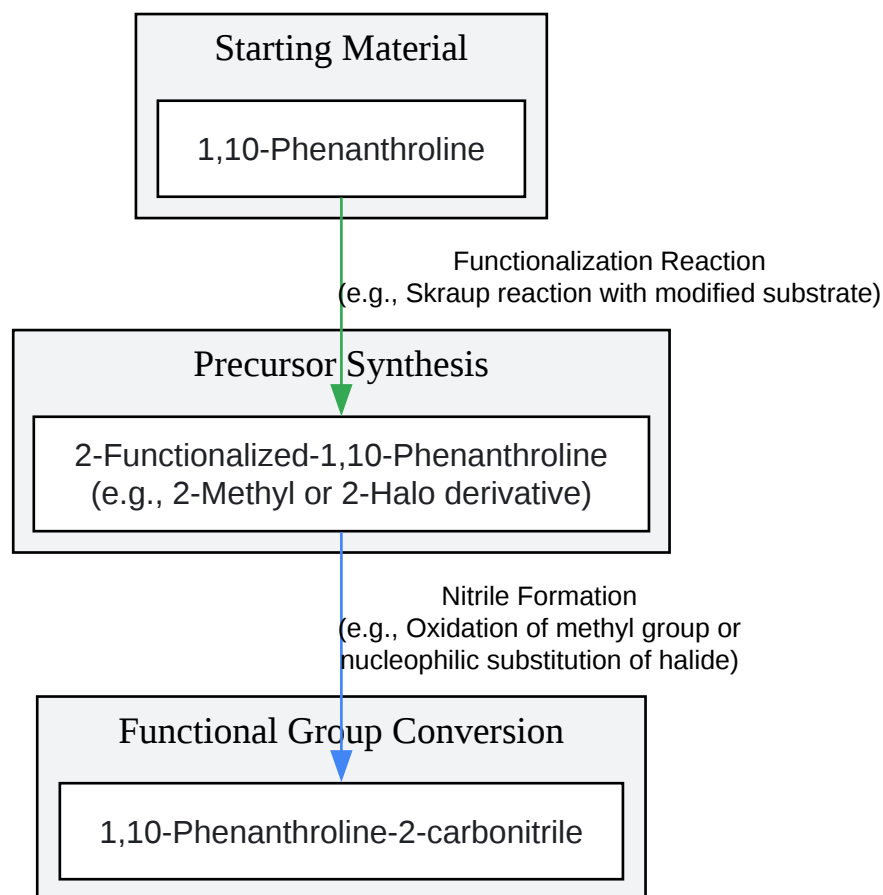 Starting Material
1,10-Phenanthroline
Functionalization Reaction
(e.g., Skraup reaction with modified substrate)
Precursor Synthesis
2-Functionalized-1,10-Phenanthroline
(e.g., 2-Methyl or 2-Halo derivative)
Nitrile Formation
(e.g., Oxidation of methyl group or
nucleophilic substitution of halide)
Functional Group Conversion
1,10-Phenanthroline-2-carbonitrile